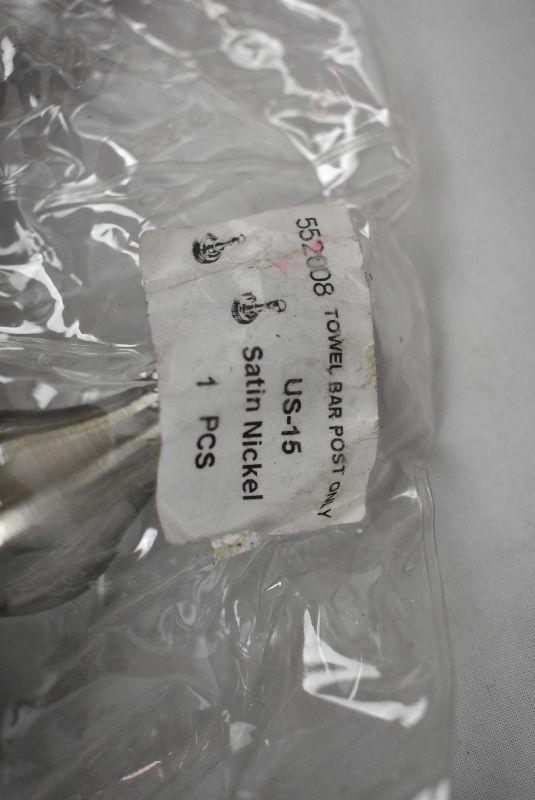 552008 TOWEL BAR POST ONLY
US-15
Satin Nickel
1 PCS